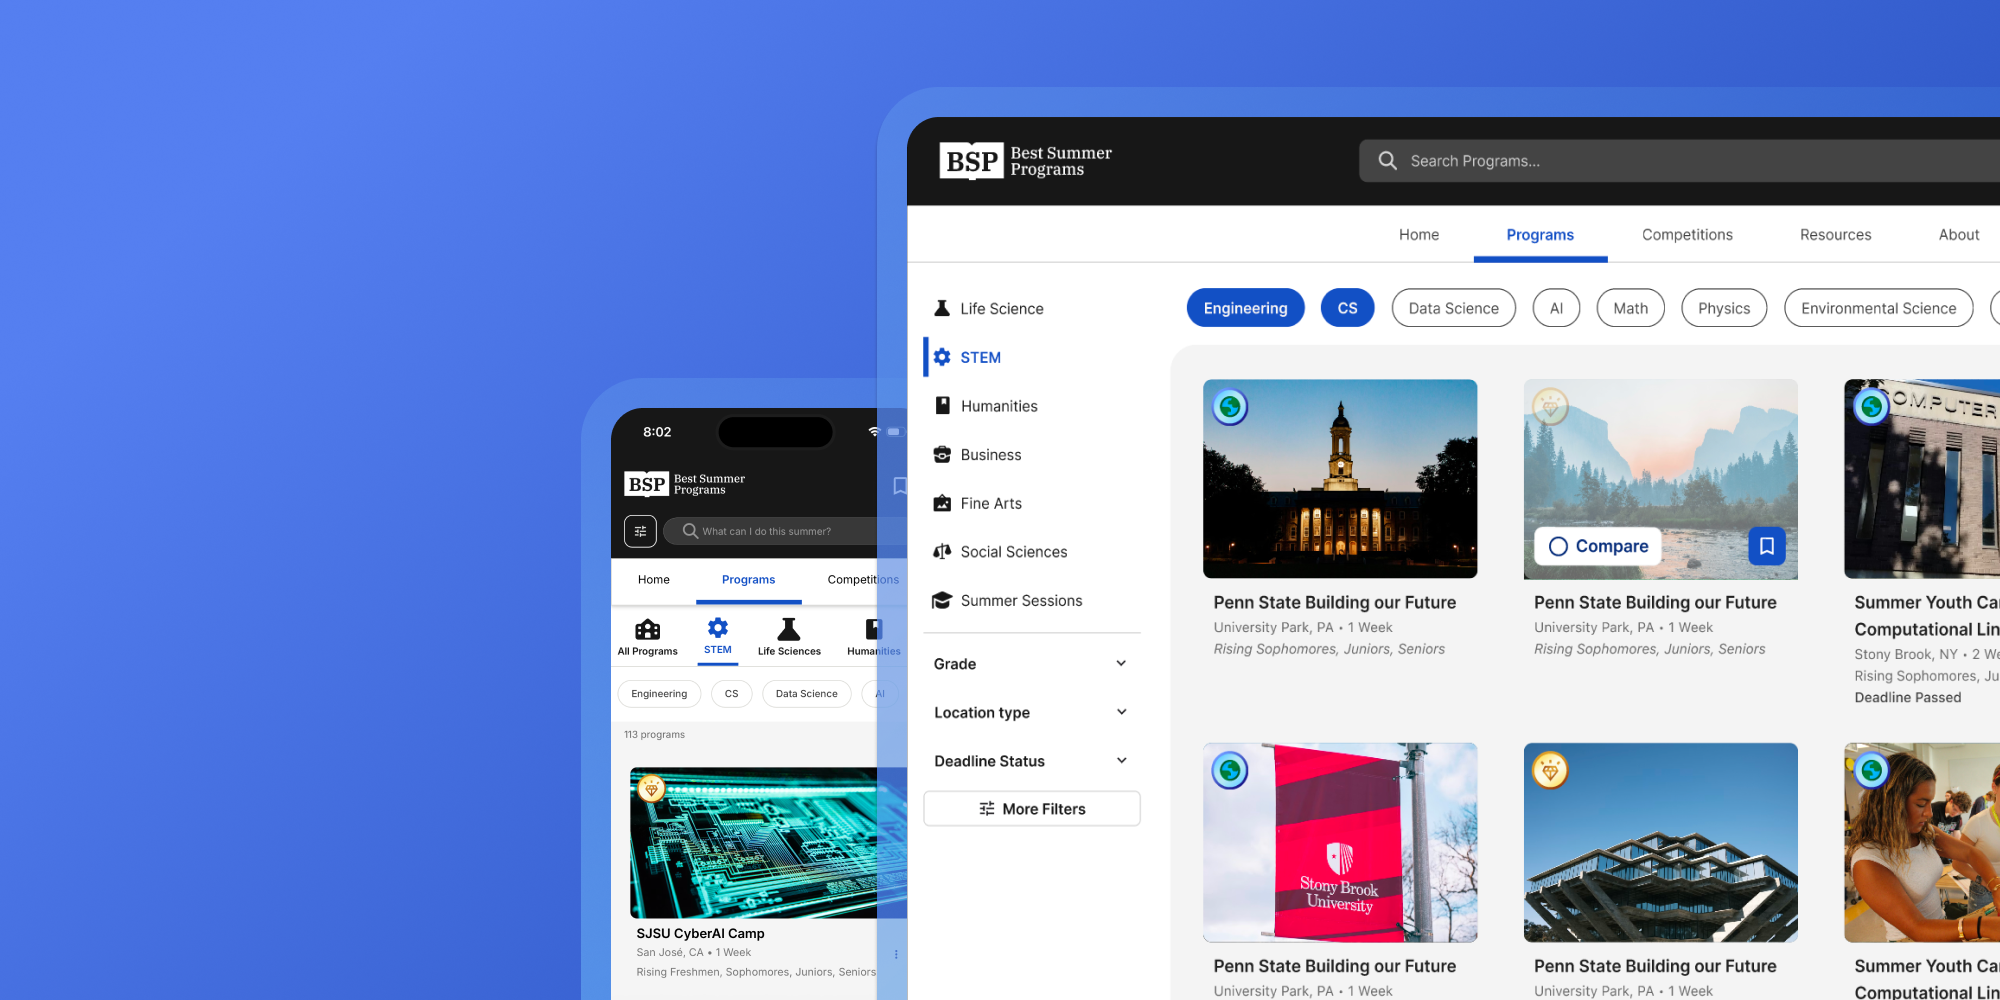 BSP Best Summer
Programs
Search Programs...
Home Programs Competitions Resources About
Life Science
STEM
Humanities
Business
Fine Arts
Social Sciences
Summer Sessions
Grade
Location type
Deadline Status
More Filters
Engineering CS Data Science AI Math Physics Environmental Science
COMPUTER
Compare
Penn State Building our Future
University Park, PA • 1 Week
Rising Sophomores, Juniors, Seniors
Penn State Building our Future
University Park, PA • 1 Week
Rising Sophomores, Juniors, Seniors
Summer Youth Ca
Computational Lin
Stony Brook, NY • 2 We
Rising Sophomores, Ju
Deadline Passed
Stony Brook
University
Penn State Building our Future
University Park, PA • 1 Week
Penn State Building our Future
University Park, PA • 1 Week
Summer Youth Ca
Computational Lin
8:02
BSP Best Summer
Programs
What can I do this summer?
Home Programs Competitions
All Programs STEM Life Sciences Humanities
Engineering CS Data Science AI
113 programs
SJSU CyberAI Camp
San José, CA • 1 Week
Rising Freshmen, Sophomores, Juniors, Seniors